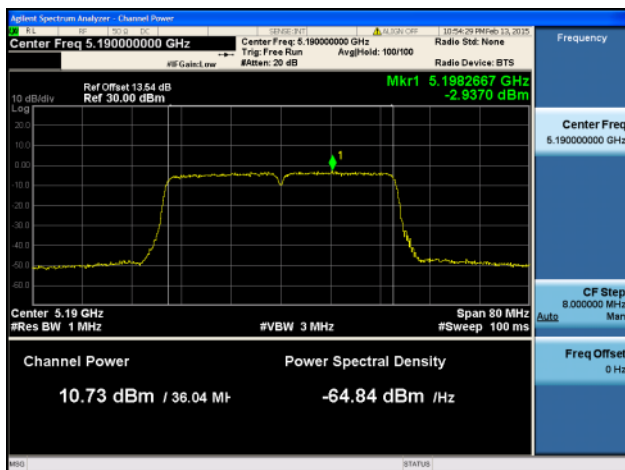 Agilent Spectrum Analyzer - Channel Power
RL RF 50 Ω DC SENSE:INT ALIGN OFF 10:54:29 PM Feb 13, 2015
Center Freq 5.190000000 GHz
Center Freq: 5.190000000 GHz
Radio Std: None
Trig: Free Run Avg|Hold: 100/100
#IFGain:Low
#Atten: 20 dB
Radio Device: BTS
Frequency
Ref Offset 13.54 dB
Mkr1 5.1982667 GHz
10 dB/div Ref 30.00 dBm
-2.9370 dBm
Log
20.0
10.0
0.00
-10.0
-20.0
-30.0
-40.0
-50.0
-60.0
1
Center 5.19 GHz
Span 80 MHz
#Res BW 1 MHz
#VBW 3 MHz
#Sweep 100 ms
Channel Power
Power Spectral Density
10.73 dBm / 36.04 MH
-64.84 dBm /Hz
Center Freq
5.190000000 GHz
CF Step
8.000000 MHz
Auto Man
Freq Offset
0 Hz
MSG
STATUS